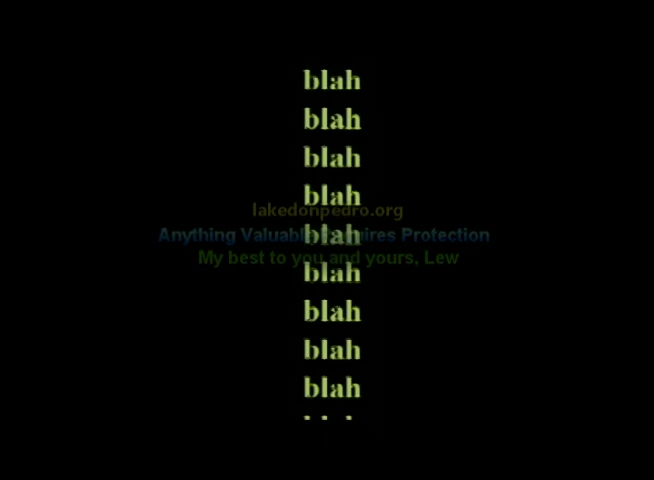 blah
blah
blah
blah
lakedonpedro.org
Anything Valuable Requires Protection
blah
My best to you and yours, Lew
blah
blah
blah
blah